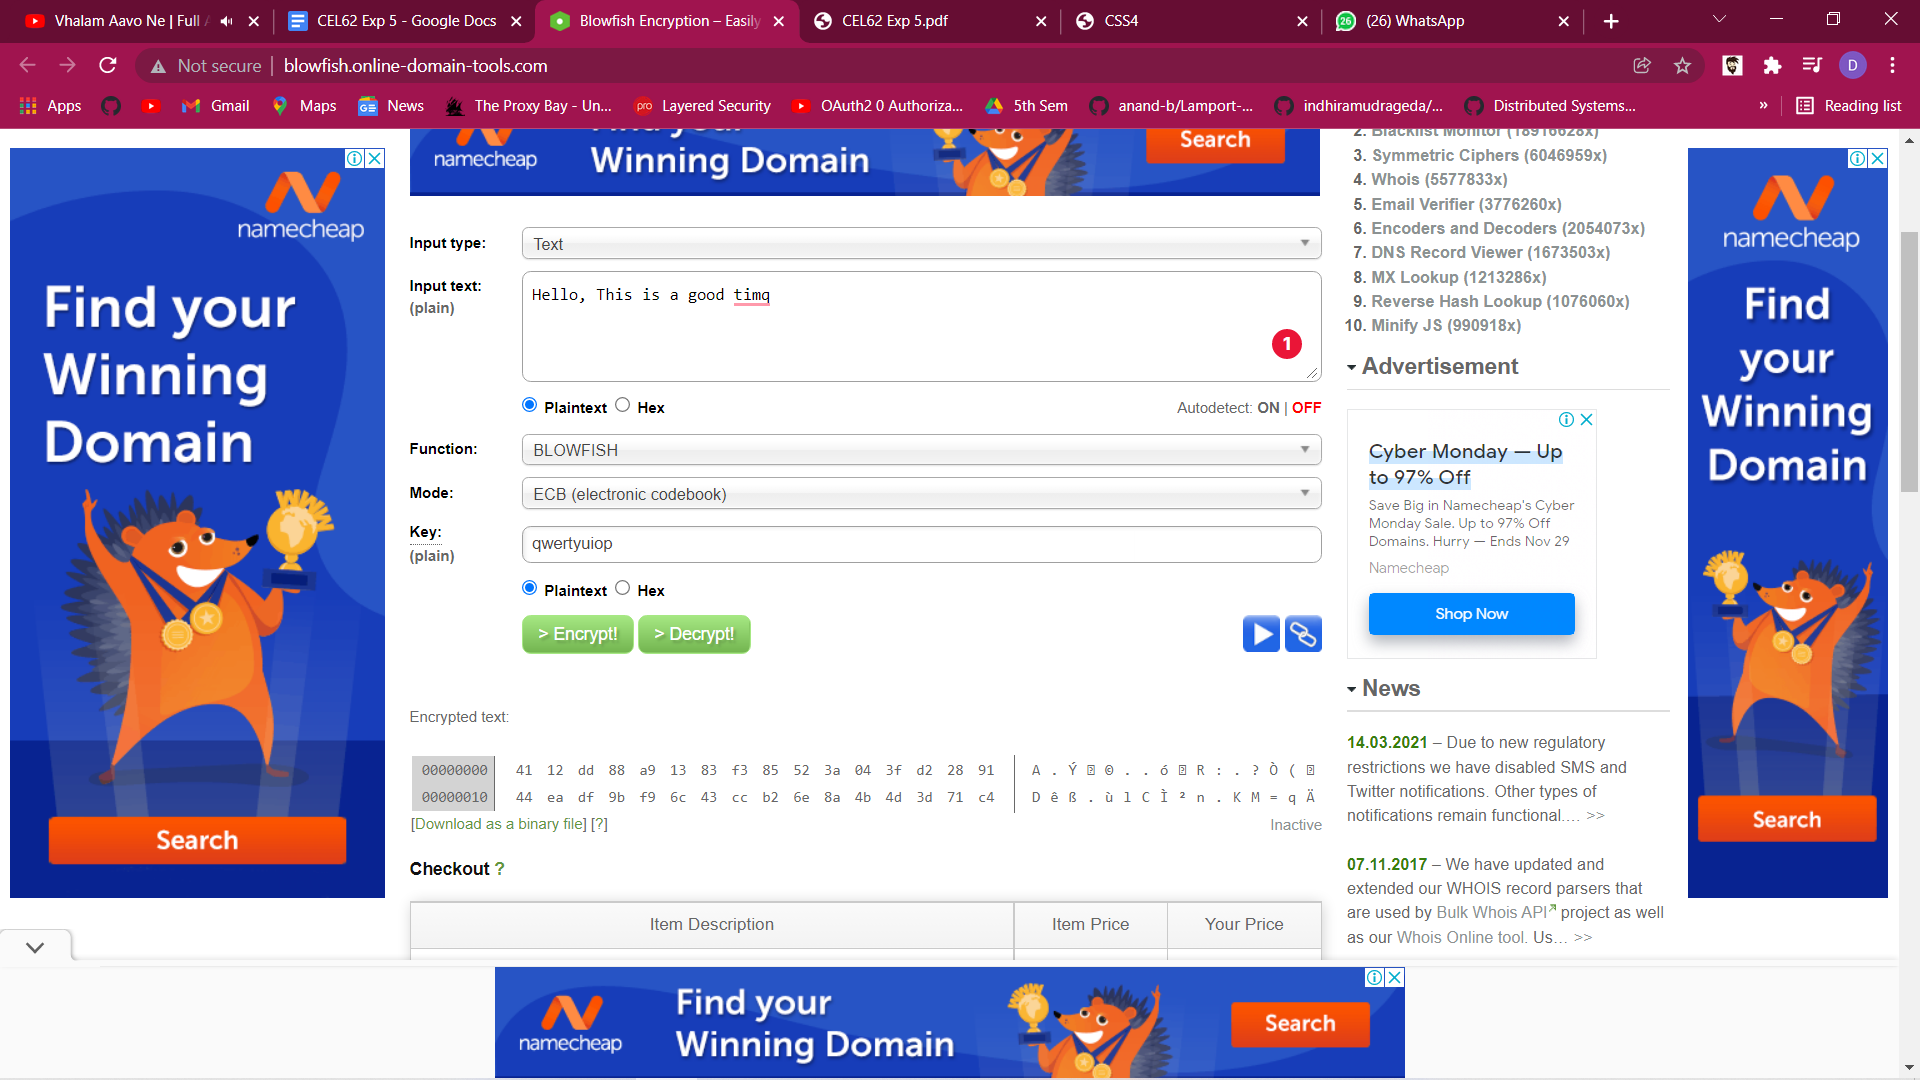 Vhalam Aavo Ne | Full
CEL62 Exp 5 - Google Docs
Blowfish Encryption – Easily
CEL62 Exp 5.pdf
CSS4
(26) WhatsApp
Not secure
blowfish.online-domain-tools.com
D
Apps
Gmail
Maps
News
The Proxy Bay - Un...
Layered Security
OAuth2 0 Authoriza...
5th Sem
anand-b/Lamport-...
indhiramudrageda/...
Distributed Systems...
»
Reading list
namecheap
Find your
Winning
Domain
Search
namecheap
Winning Domain
Search
Input type:
Text
Input text:
(plain)
Hello, This is a good timq
1
Plaintext
Hex
Autodetect: ON | OFF
Function:
BLOWFISH
Mode:
ECB (electronic codebook)
Key:
(plain)
qwertyuiop
Plaintext
Hex
> Encrypt!
> Decrypt!
Encrypted text:
00000000 41 12 dd 88 a9 13 83 f3 85 52 3a 04 3f d2 28 91
00000010 44 ea df 9b f9 6c 43 cc b2 6e 8a 4b 4d 3d 71 c4 D ê ß . ù l C Ì ² n . K M = q Ä
[Download as a binary file] [?]
Inactive
Checkout ?
Item Description
Item Price
Your Price
2. Blacklist Monitor (18916628x)
3. Symmetric Ciphers (6046959x)
4. Whois (5577833x)
5. Email Verifier (3776260x)
6. Encoders and Decoders (2054073x)
7. DNS Record Viewer (1673503x)
8. MX Lookup (1213286x)
9. Reverse Hash Lookup (1076060x)
10. Minify JS (990918x)
Advertisement
Cyber Monday — Up
to 97% Off
Save Big in Namecheap's Cyber
Monday Sale. Up to 97% Off
Domains. Hurry — Ends Nov 29
Namecheap
Shop Now
News
14.03.2021 – Due to new regulatory
restrictions we have disabled SMS and
Twitter notifications. Other types of
notifications remain functional.... >>
07.11.2017 – We have updated and
extended our WHOIS record parsers that
are used by Bulk Whois API project as well
as our Whois Online tool. Us... >>
namecheap
Find
your
Winning
Domain
Search
namecheap
Find your
Winning Domain
Search